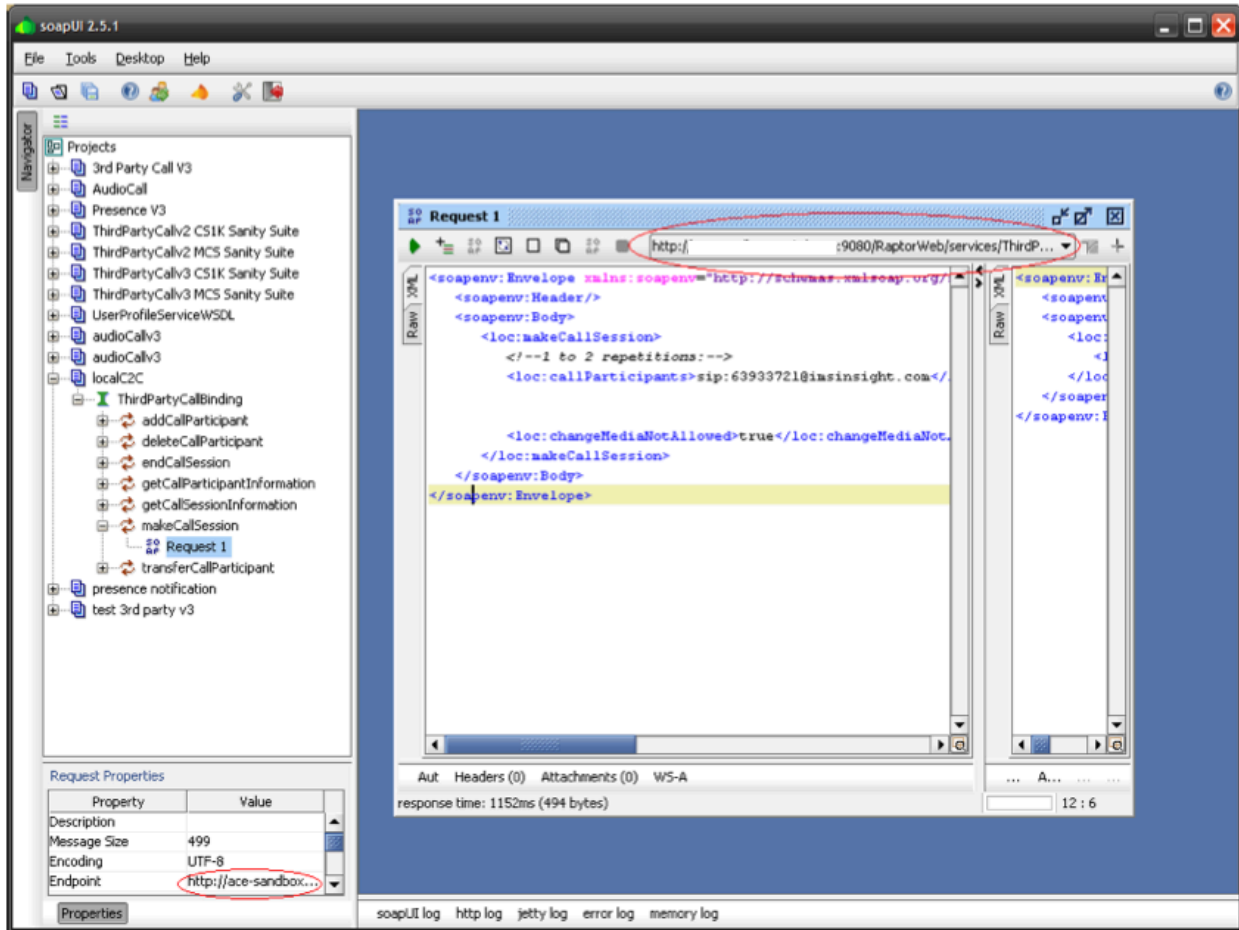 soapUI 2.5.1
File Tools Desktop Help
Navigator
Projects
3rd Party Call V3
AudioCall
Presence V3
ThirdPartyCallv2 CS1K Sanity Suite
ThirdPartyCallv2 MCS Sanity Suite
ThirdPartyCallv3 CS1K Sanity Suite
ThirdPartyCallv3 MCS Sanity Suite
UserProfileServiceWSDL
audioCallv3
audioCallv3
localC2C
ThirdPartyCallBinding
addCallParticipant
deleteCallParticipant
endCallSession
getCallParticipantInformation
getCallSessionInformation
makeCallSession
Request 1
transferCallParticipant
presence notification
test 3rd party v3
Request Properties
Property Value
Description
Message Size 499
Encoding UTF-8
Endpoint http://ace-sandbox...
Properties
Request 1
http:/ :9080/RaptorWeb/services/ThirdP...
XML
Raw
<soapenv:Envelope xmlns:soapenv="http://schemas.xmlsoap.org/
<soapenv:Header/>
<soapenv:Body>
<loc:makeCallSession>
<!--1 to 2 repetitions:-->
<loc:callParticipants>sip:63933721@imsinsight.com</
<loc:changeMediaNotAllowed>true</loc:changeMediaNot
</loc:makeCallSession>
</soapenv:Body>
</soapenv:Envelope>
XML
Raw
<soapenv:En
<soapenv
<soapenv
<loc:
</loc
</soapen
</soapenv:E
Aut Headers (0) Attachments (0) WS-A
... A... ... ...
response time: 1152ms (494 bytes)
12 : 6
soapUI log http log jetty log error log memory log